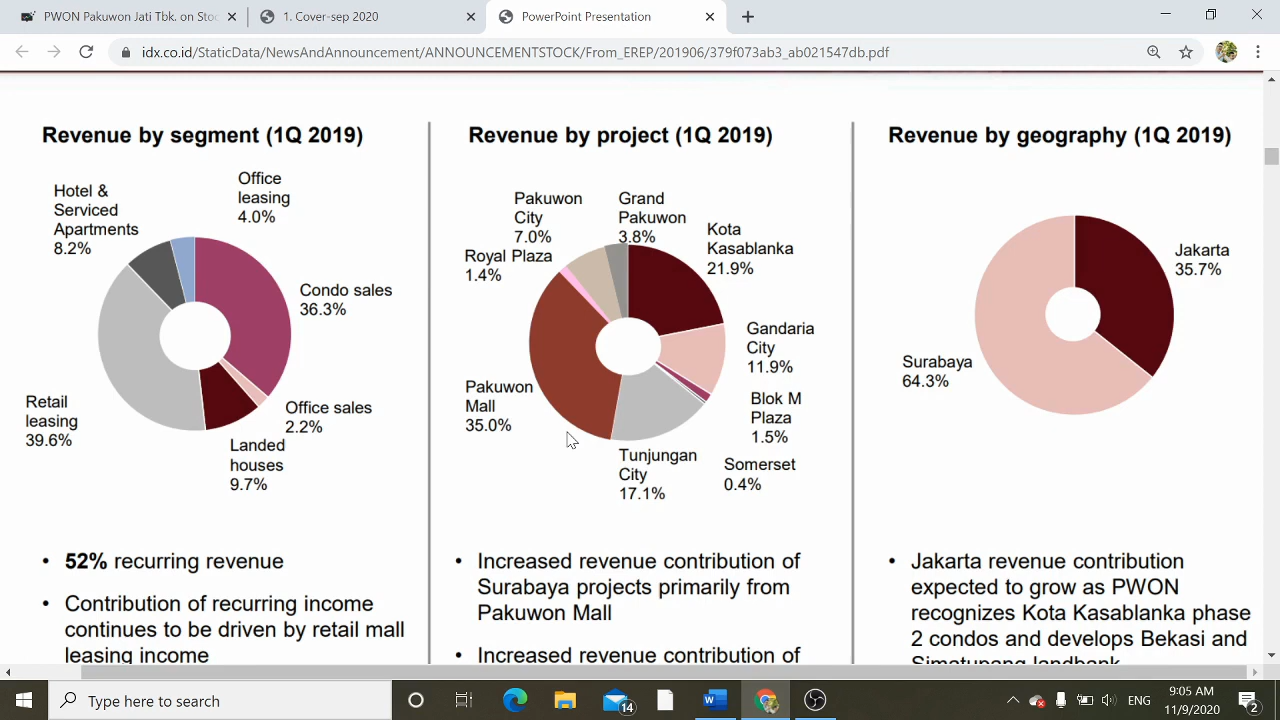 PWON Pakuwon Jati Tbk. on Stoc
1. Cover-sep 2020
PowerPoint Presentation
idx.co.id/StaticData/NewsAndAnnouncement/ANNOUNCEMENTSTOCK/From_EREP/201906/379f073ab3_ab021547db.pdf
Revenue by segment (1Q 2019)
Office
leasing
4.0%
Hotel &
Serviced
Apartments
8.2%
Condo sales
36.3%
Retail
leasing
39.6%
Office sales
2.2%
Landed
houses
9.7%
• 52% recurring revenue
• Contribution of recurring income
continues to be driven by retail mall
leasing income
Revenue by project (1Q 2019)
Pakuwon
City
7.0%
Grand
Pakuwon
3.8%
Kota
Kasablanka
21.9%
Royal Plaza
1.4%
Gandaria
City
11.9%
Pakuwon
Mall
35.0%
Blok M
Plaza
1.5%
Tunjungan
City
17.1%
Somerset
0.4%
• Increased revenue contribution of
Surabaya projects primarily from
Pakuwon Mall
• Increased revenue contribution of
Revenue by geography (1Q 2019)
Jakarta
35.7%
Surabaya
64.3%
• Jakarta revenue contribution
expected to grow as PWON
recognizes Kota Kasablanka phase
2 condos and develops Bekasi and
Simatupang landbank
Type here to search
14
ENG
9:05 AM
11/9/2020
2